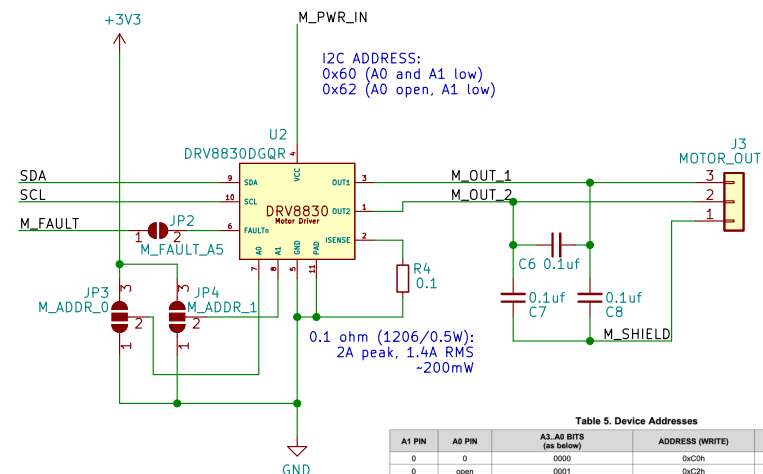 +3V3
M_PWR_IN
I2C ADDRESS:
0x60 (A0 and A1 low)
0x62 (A0 open, A1 low)
U2
DRV8830DGQR
4
VCC
J3
MOTOR_OUT
SDA
9
SDA
OUT1
3
M_OUT_1
3
SCL
10
SCL
M_OUT_2
2
DRV8830
OUT2
1
Motor Driver
1
M_FAULT
JP2
6
FAULTn
1
2
M_FAULT_A5
ISENSE
2
A0
A1
GND
PAD
7
8
5
11
C6 0.1uf
R4
0.1
JP3
M_ADDR_0
3
2
1
JP4
M_ADDR_1
3
2
1
0.1uf
C7
0.1uf
C8
M_SHIELD
0.1 ohm (1206/0.5W):
2A peak, 1.4A RMS
~200mW
GND
Table 5. Device Addresses
A1 PIN
A0 PIN
A3..A0 BITS
(as below)
ADDRESS (WRITE)
0
0
0000
0xC0h
0
open
0001
0xC2h